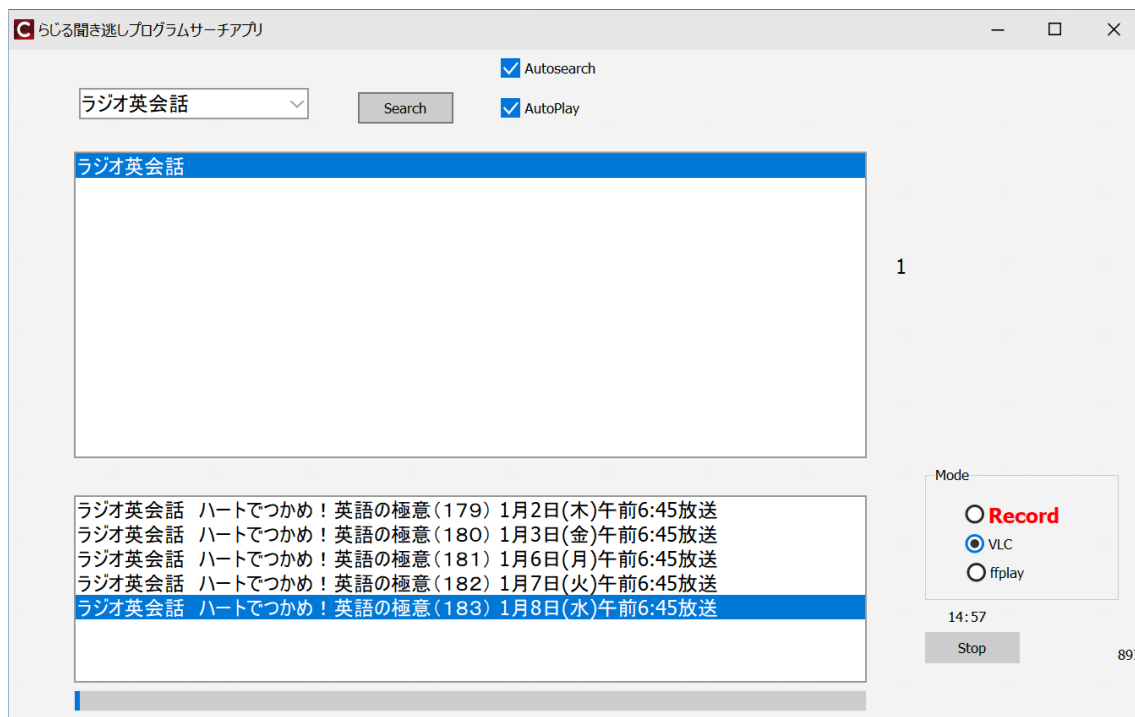 C らじる聞き逃しプログラムサーチアプリ
Autosearch
ラジオ英会話
Search
AutoPlay
ラジオ英会話
1
Mode
Record
VLC
ffplay
ラジオ英会話 ハートでつかめ！英語の極意（１７９） 1月2日(木)午前6:45放送
ラジオ英会話 ハートでつかめ！英語の極意（１８０） 1月3日(金)午前6:45放送
ラジオ英会話 ハートでつかめ！英語の極意（１８１） 1月6日(月)午前6:45放送
ラジオ英会話 ハートでつかめ！英語の極意（１８２） 1月7日(火)午前6:45放送
ラジオ英会話 ハートでつかめ！英語の極意（１８３） 1月8日(水)午前6:45放送
14:57
Stop